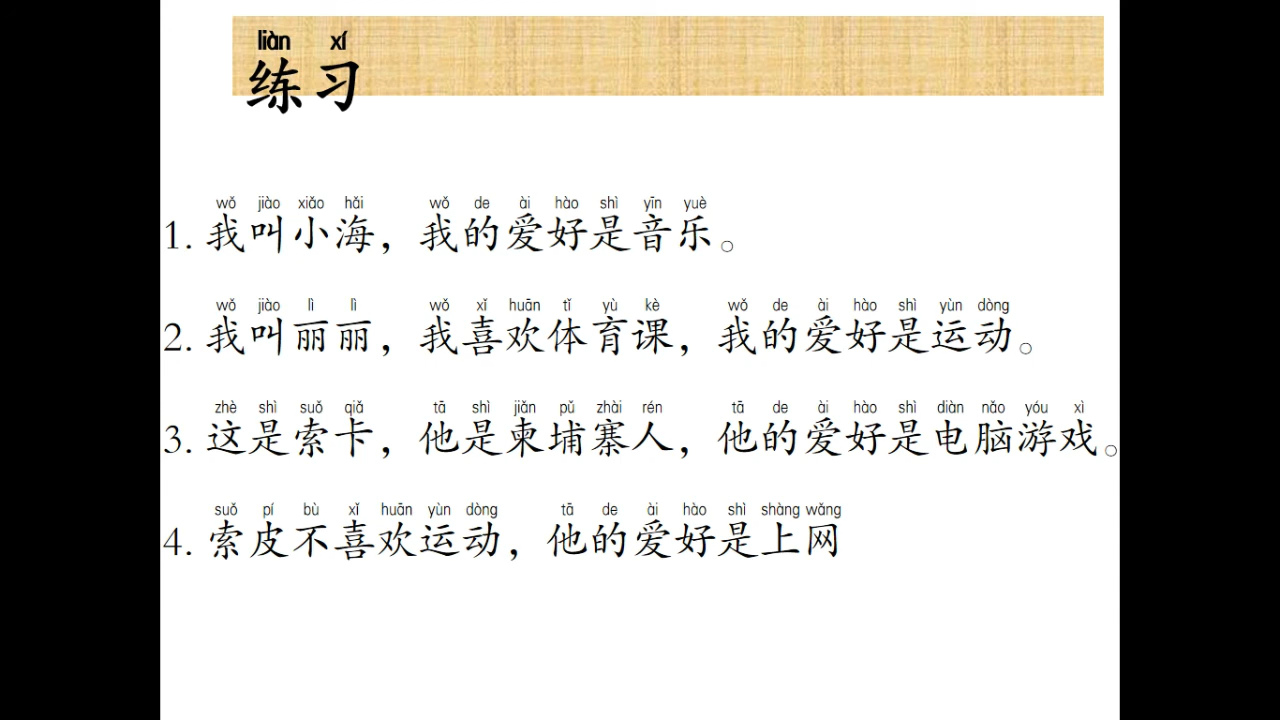 liàn xí
练习
wǒ jiào xiǎo hǎi wǒ de ài hào shì yīn yuè
1. 我叫小海，我的爱好是音乐。
wǒ jiào lì lì wǒ xǐ huān tǐ yù kè wǒ de ài hào shì yùn dòng
2. 我叫丽丽，我喜欢体育课，我的爱好是运动。
zhè shì suǒ qiǎ tā shì jiǎn pǔ zhài rén tā de ài hào shì diàn nǎo yóu xì
3. 这是索卡，他是柬埔寨人，他的爱好是电脑游戏。
suǒ pí bù xǐ huān yùn dòng tā de ài hào shì shàng wǎng
4. 索皮不喜欢运动，他的爱好是上网